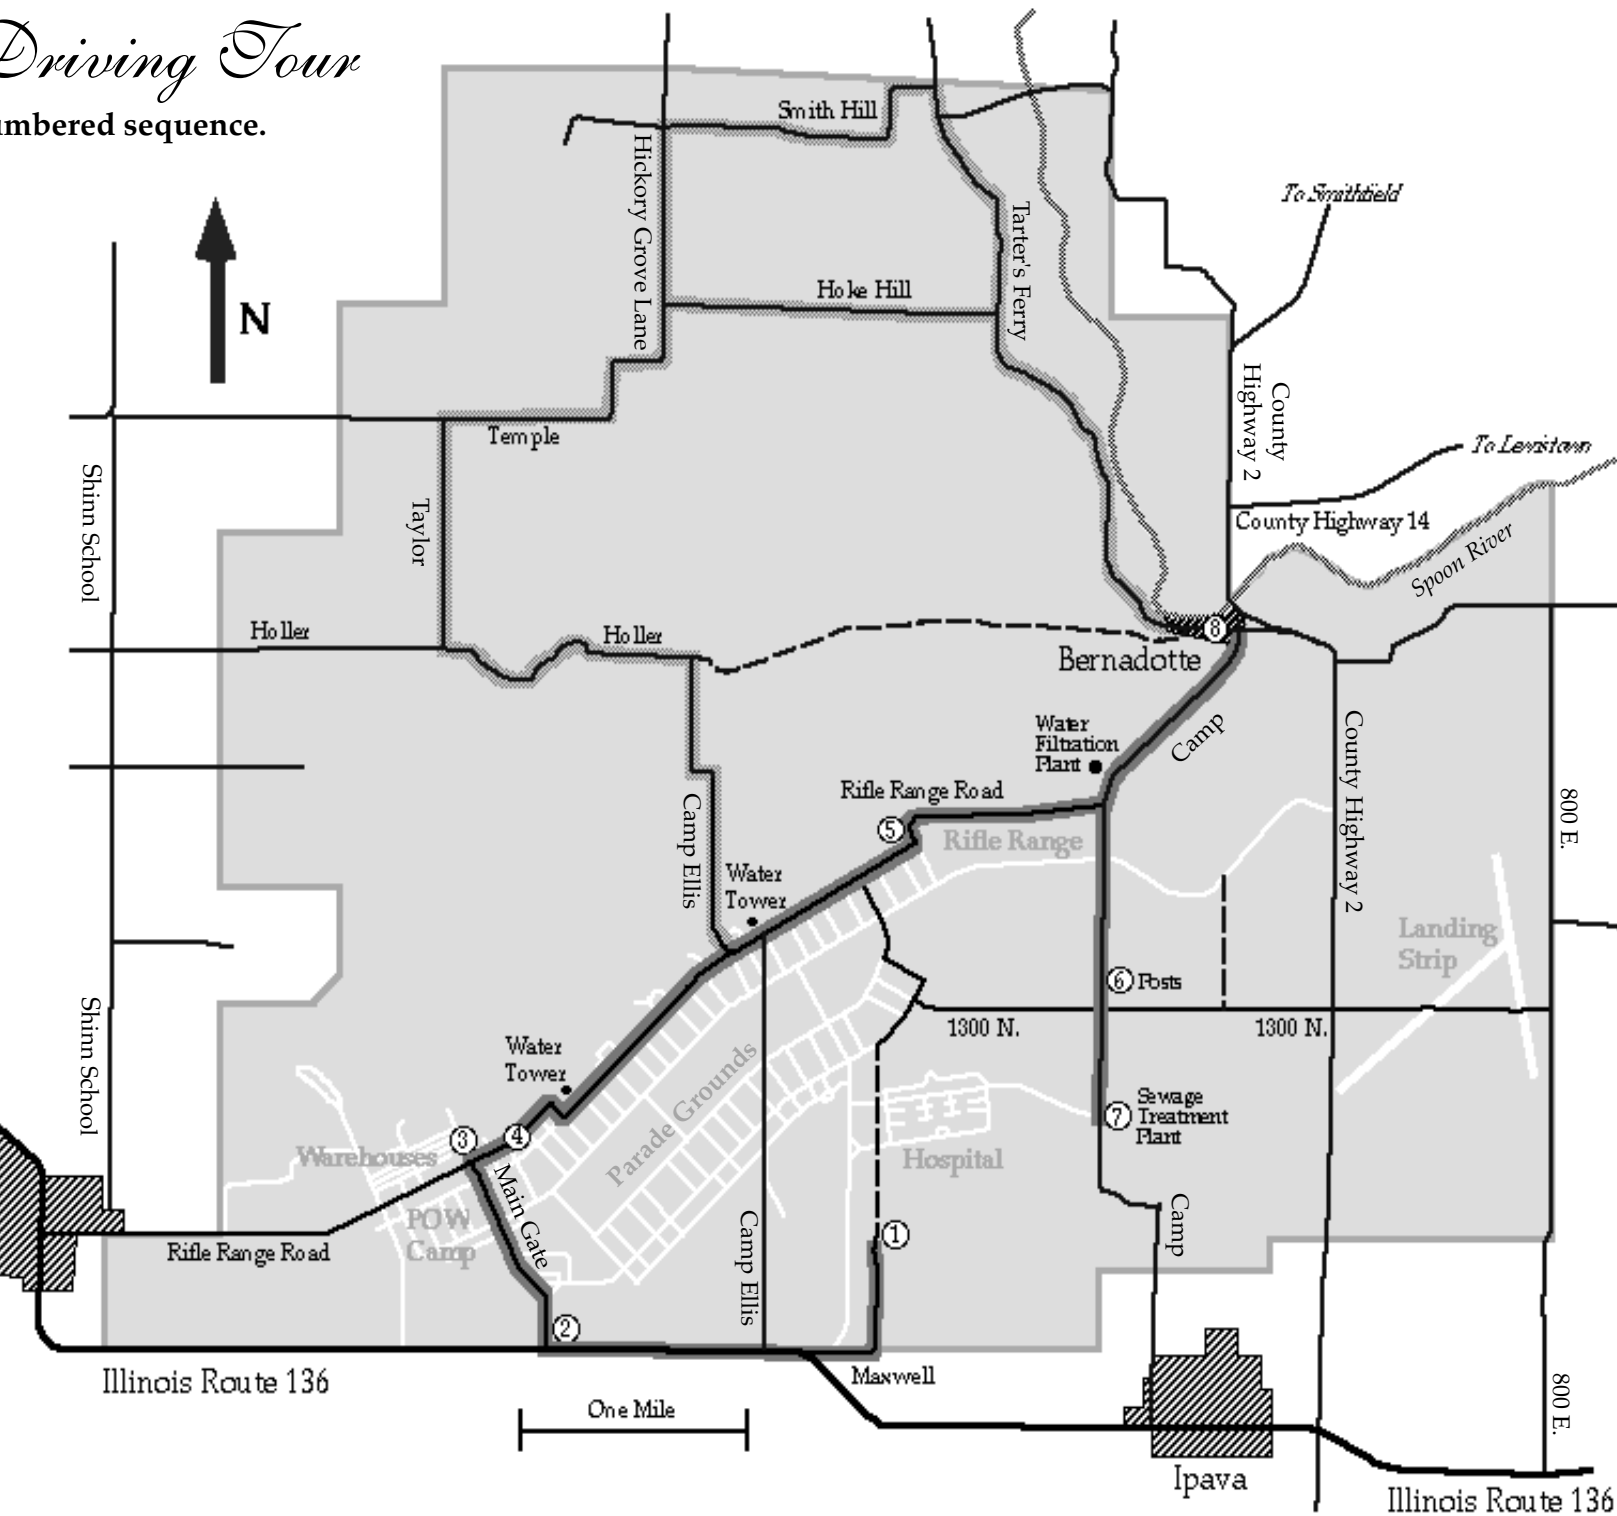 Driving Tour
umbered sequence.
N
Smith Hill
Hickory Grove Lane
Tarter's Ferry
To Smithfield
Hoke Hill
County
Highway 2
Temple
To Lewistown
Shinn School
Taylor
County Highway 14
Spoon River
Holler
Holler
8
Bernadotte
Water
Filtration
Plant
Camp
County Highway 2
800 E.
Rifle Range Road
5
Rifle Range
Camp Ellis
Water
Tower
Landing
Strip
6 Posts
1300 N.
1300 N.
Shinn School
Water
Tower
Parade Grounds
7
Sewage
Treatment
Plant
3
4
Warehouses
Main Gate
Hospital
POW
Camp
Camp Ellis
1
Camp
Rifle Range Road
2
Maxwell
Illinois Route 136
One Mile
800 E.
Ipava
Illinois Route 136